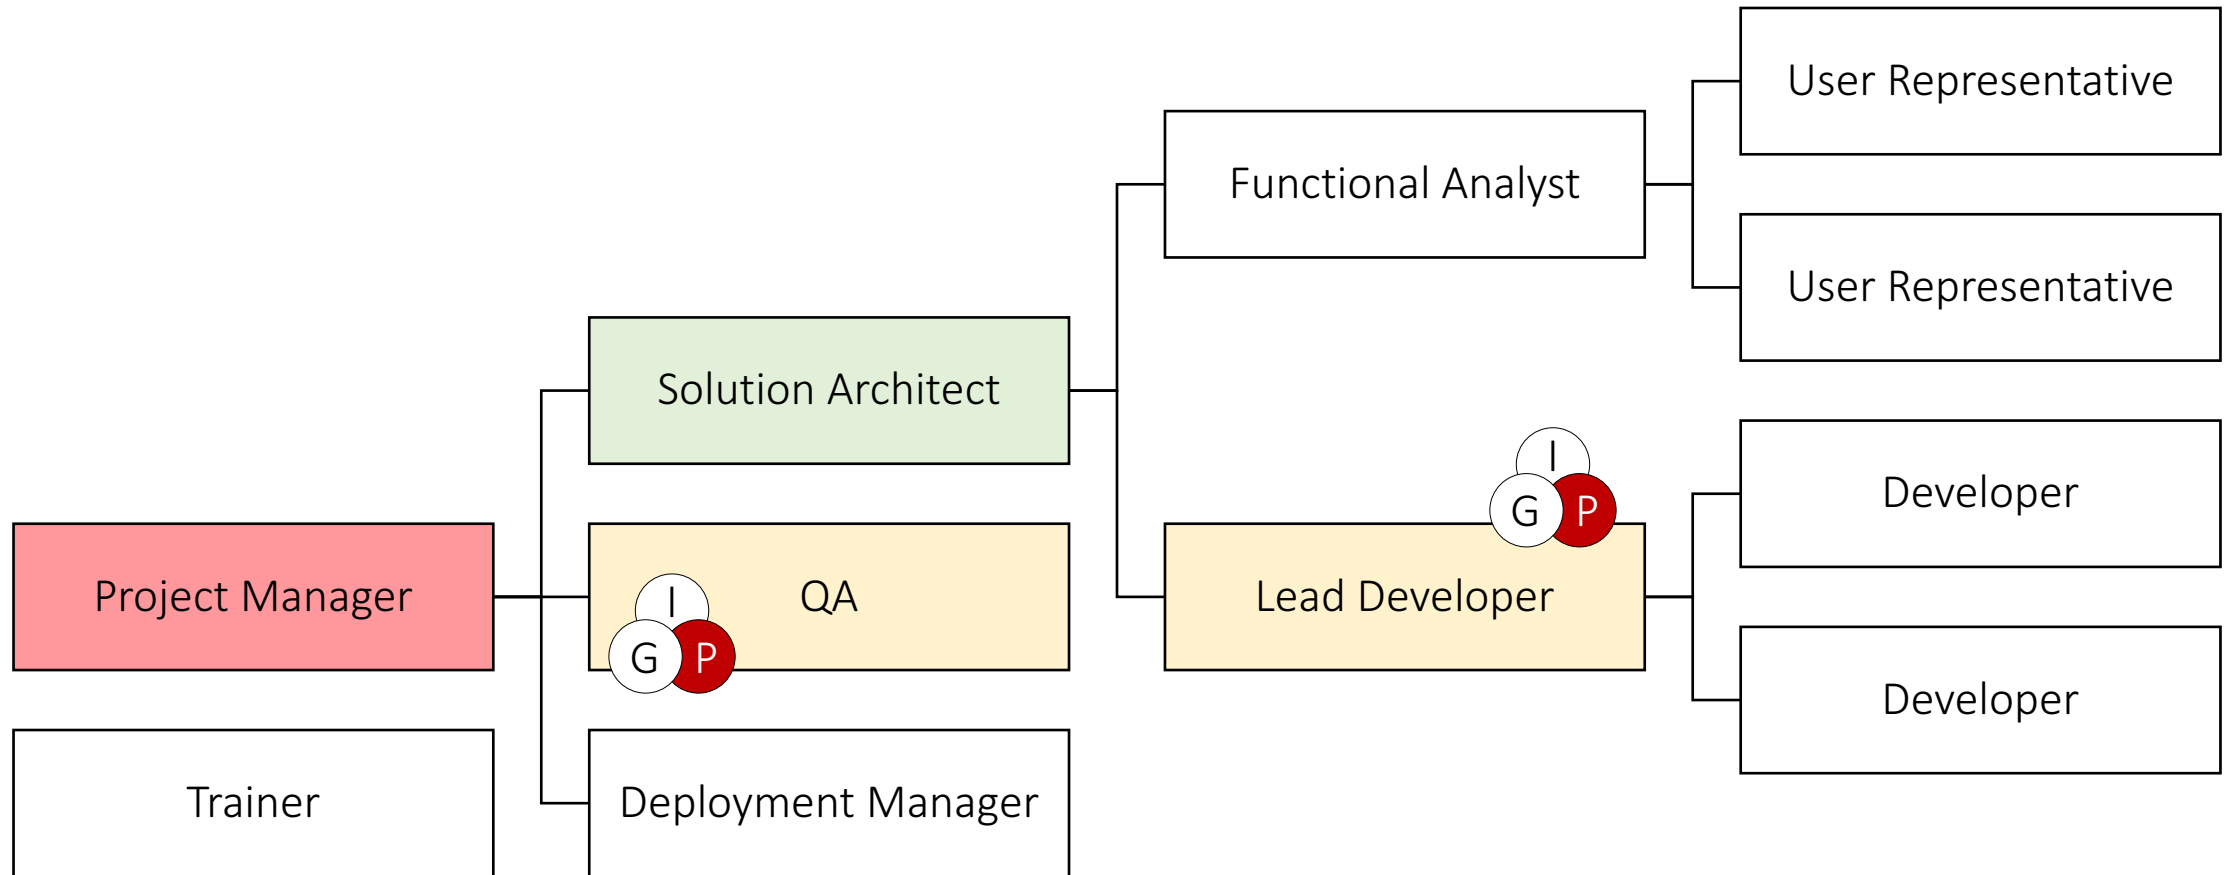 User Representative
Functional Analyst
User Representative
Solution Architect
I
G P
Developer
Project Manager
I
G P
QA
Lead Developer
Developer
Trainer
Deployment Manager